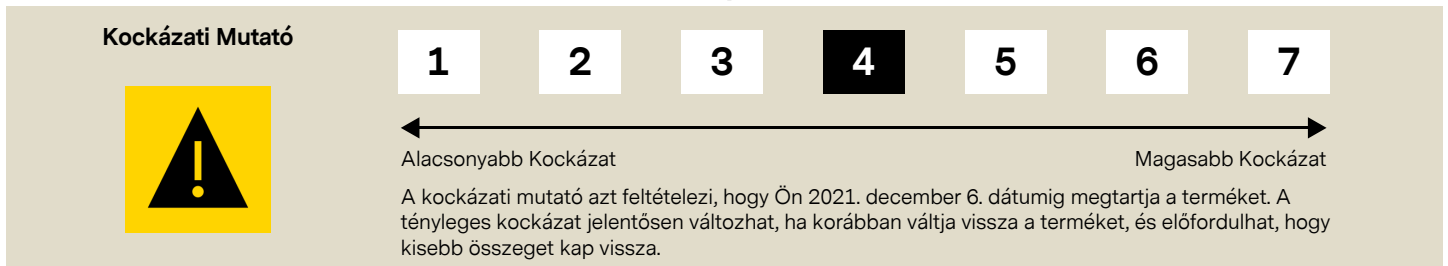 Kockázati Mutató
1 2 3 4 5 6 7
Alacsonyabb Kockázat Magasabb Kockázat
A kockázati mutató azt feltételezi, hogy Ön 2021. december 6. dátumig megtartja a terméket. A
tényleges kockázat jelentősen változhat, ha korábban váltja vissza a terméket, és előfordulhat, hogy
kisebb összeget kap vissza.